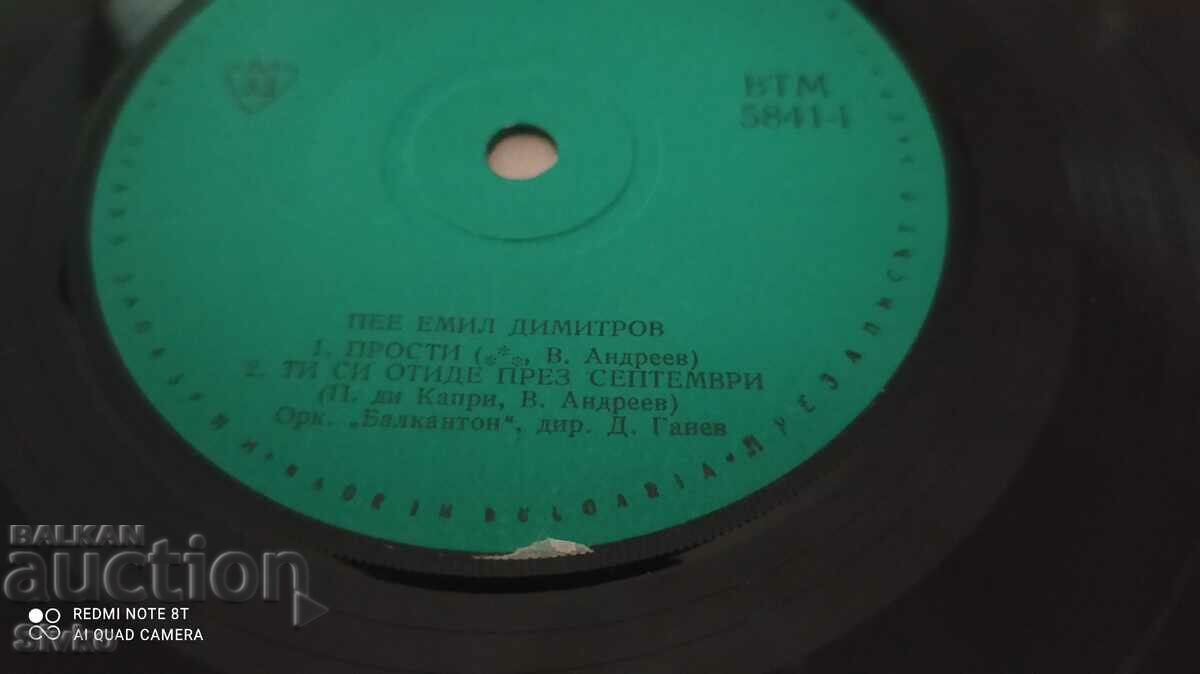 ВТМ
5841-I
ПЕЕ ЕМИЛ ДИМИТРОВ
1. ПРОСТИ (***, В. Андреев)
2. ТИ СИ ОТИДЕ ПРЕЗ СЕПТЕМВРИ
(П. ди Капри, В. Андреев)
Орк. „Балкантон“, дир. Д. Ганев
MADE IN BULGARIA
BALKAN
auction
REDMI NOTE 8T
AI QUAD CAMERA